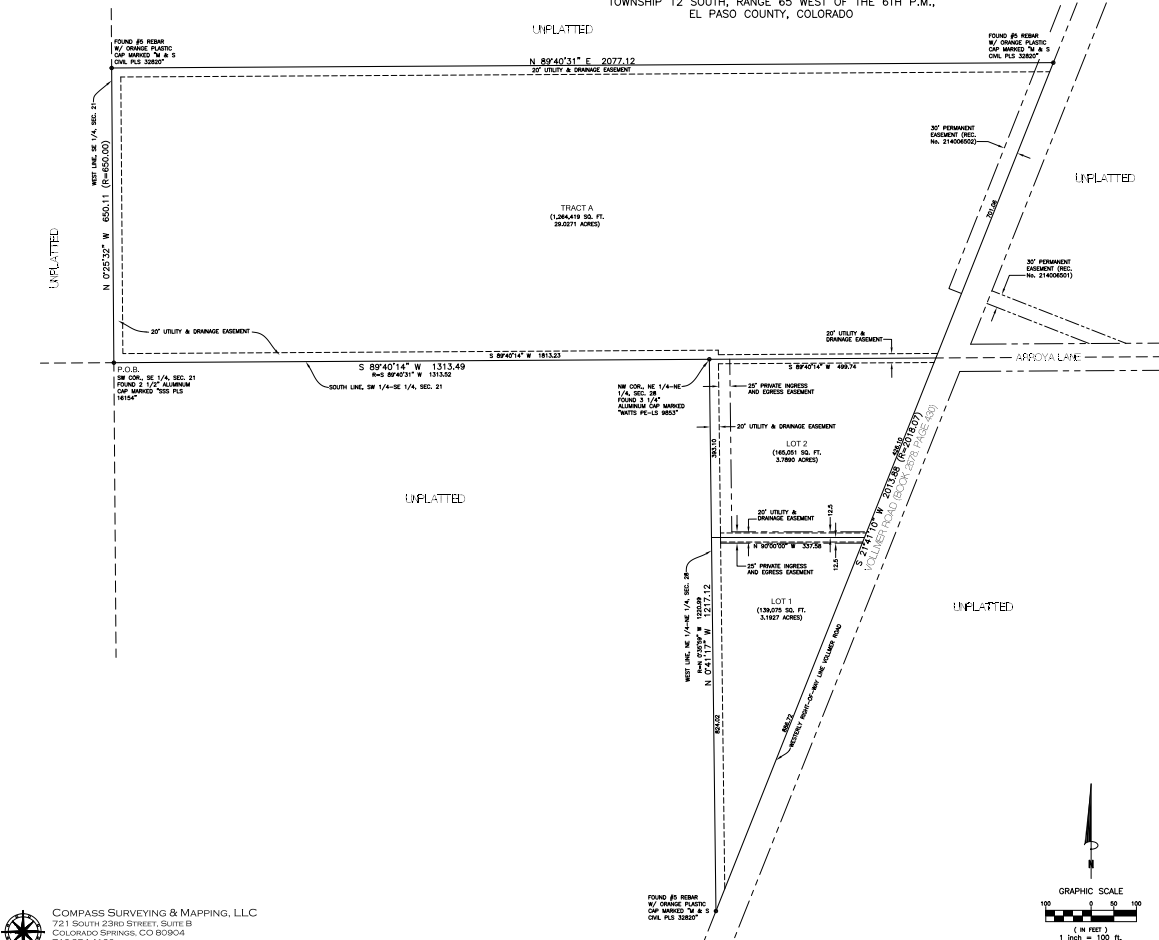 TOWNSHIP 12 SOUTH, RANGE 65 WEST OF THE 6TH P.M.,
EL PASO COUNTY, COLORADO
UNPLATTED
FOUND #5 REBAR
W/ ORANGE PLASTIC
CAP MARKED "M & S
CIVIL PLS 32820"
FOUND #5 REBAR
W/ ORANGE PLASTIC
CAP MARKED "M & S
CIVIL PLS 32820"
N 89°40'31" E 2077.12
20' UTILITY & DRAINAGE EASEMENT
WEST LINE, SE 1/4, SEC. 21
N 0°25'32" W 650.11 (R=650.00)
UNPLATTED
30' PERMANENT
EASEMENT (REC.
No. 214006502)
UNPLATTED
TRACT A
(1,264,419 SQ. FT.
29.0271 ACRES)
701.08
30' PERMANENT
EASEMENT (REC.
No. 214006501)
20' UTILITY & DRAINAGE EASEMENT
20' UTILITY &
DRAINAGE EASEMENT
S 89°40'14" W 1813.23
ARROYA LANE
P.O.B.
SW COR., SE 1/4, SEC. 21
FOUND 2 1/2" ALUMINUM
CAP MARKED "SSS PLS
16154"
S 89°40'14" W 1313.49
R=S 89°40'31" W 1313.52
SOUTH LINE, SW 1/4-SE 1/4, SEC. 21
S 89°40'14" W 499.74
NW COR., NE 1/4-NE
1/4, SEC. 28
FOUND 3 1/4"
ALUMINUM CAP MARKED
"WATTS PE-LS 9853"
25' PRIVATE INGRESS
AND EGRESS EASEMENT
20' UTILITY & DRAINAGE EASEMENT
393.10
LOT 2
(165,051 SQ. FT.
3.7890 ACRES)
S 21°41'10" W 2013.88 (R=2018.07)
VOLLMER ROAD (BOOK 2678, PAGE 430)
UNPLATTED
20' UTILITY &
DRAINAGE EASEMENT
12.5
N 90°00'00" W 337.58
12.5
25' PRIVATE INGRESS
AND EGRESS EASEMENT
WEST LINE, NE 1/4-NE 1/4, SEC. 28
R=N 0°35'59" W 1220.99
N 0°41'17" W 1217.12
LOT 1
(139,075 SQ. FT.
3.1927 ACRES)
UNPLATTED
824.02
WESTERLY RIGHT-OF-WAY LINE VOLLMER ROAD
FOUND #5 REBAR
W/ ORANGE PLASTIC
CAP MARKED "M & S
CIVIL PLS 32820"
N
GRAPHIC SCALE
100 0 50 100
( IN FEET )
1 inch = 100 ft.
COMPASS SURVEYING & MAPPING, LLC
721 SOUTH 23RD STREET, SUITE B
COLORADO SPRINGS, CO 80904